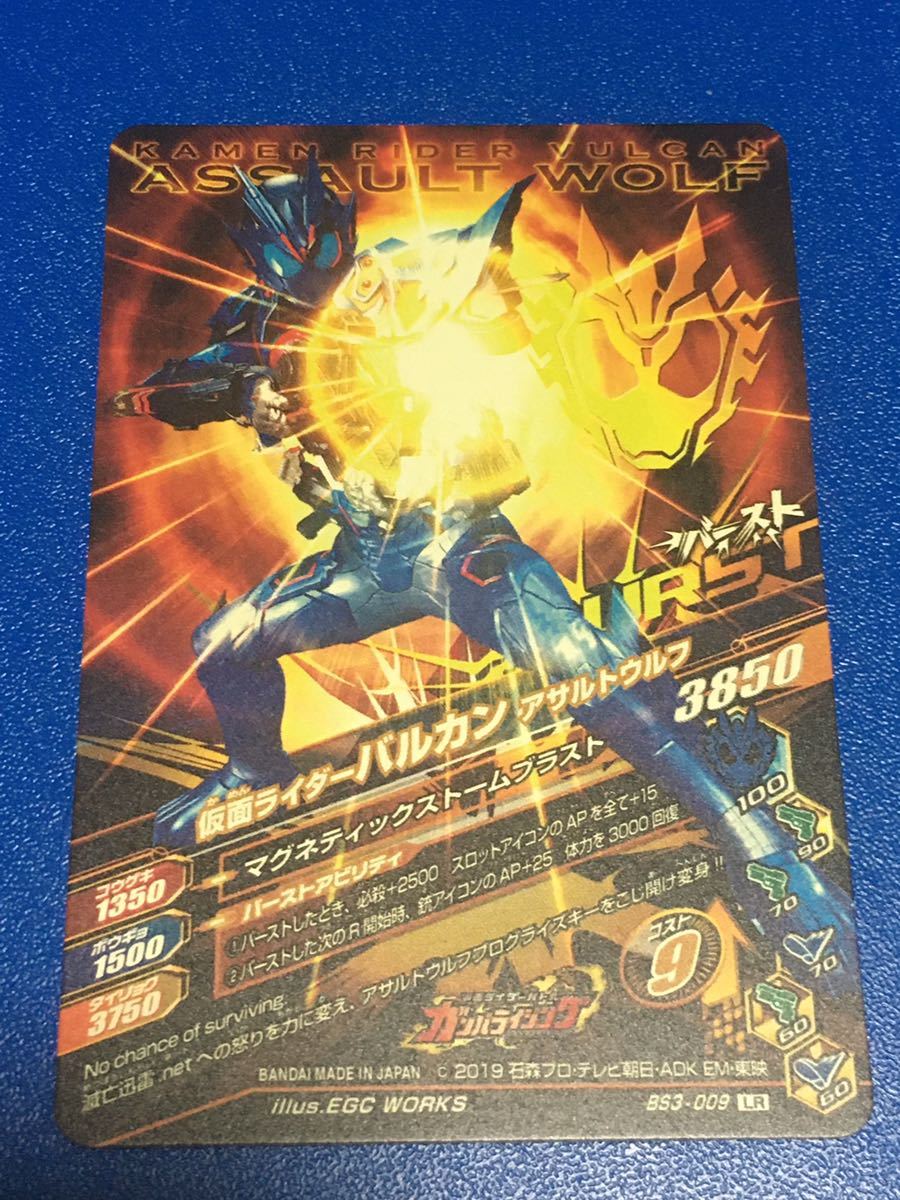 KAMEN RIDER VULCAN
ASSAULT WOLF
バースト
BURST
仮面ライダーバルカン アサルトウルフ
かめん
3850
マグネティックストームブラスト
バーストアビリティ
①バーストしたとき、必殺+2500 スロットアイコンのAPを全て+15
②バーストした次のR開始時、銃アイコンのAP+25 体力を3000回復
コウゲキ
1350
ボウギョ
1500
タイリョク
3750
100
90
70
70
60
60
コスト
9
No chance of surviving.
滅亡迅雷.netへの怒りを力に変え、アサルトウルフプログライズキーをこじ開け変身!!
仮面ライダーバトル
ガンバライジング
BANDAI MADE IN JAPAN © 2019 石森プロ・テレビ朝日・ADK EM・東映
illus.EGC WORKS
BS3-009 LR